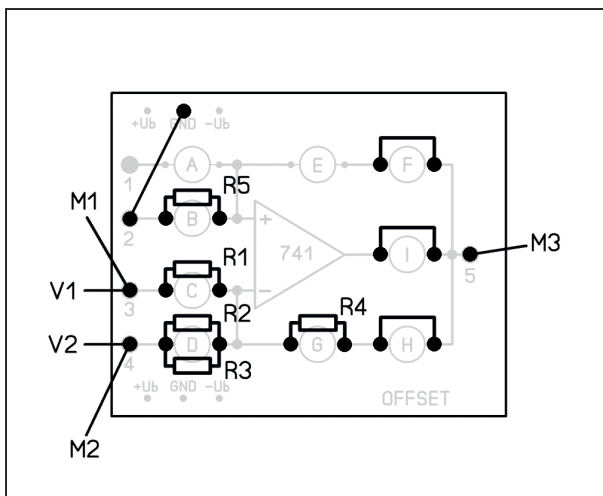 +Ub GND -Ub
A E F
1
R5
M1
B +
2
741 I M3
R1
V1 C −
3 5
R2 R4
V2 D G H
4 R3
+Ub GND -Ub
OFFSET
M2